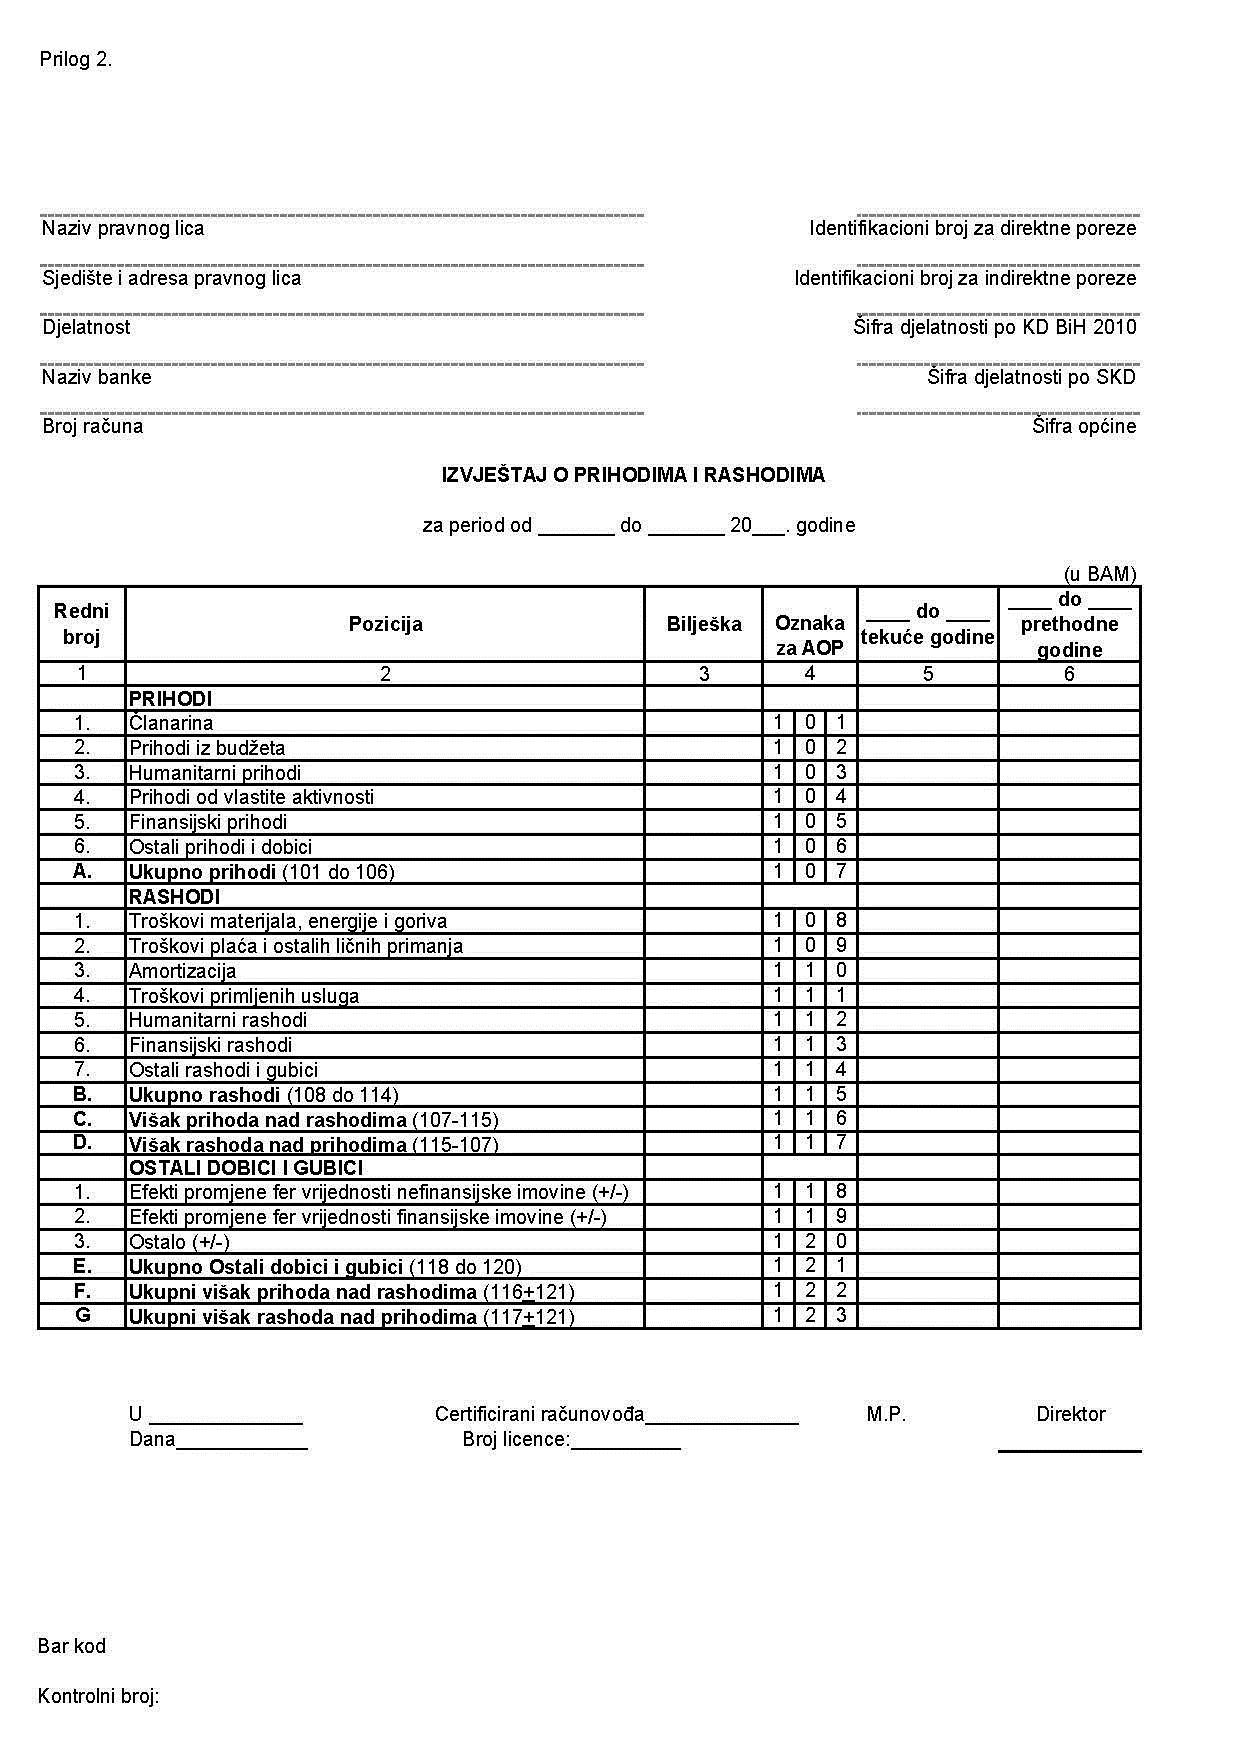 Prilog 2.
Naziv pravnog lica Identifikacioni broj za direktne poreze
Sjedište i adresa pravnog lica Identifikacioni broj za indirektne poreze
Djelatnost Šifra djelatnosti po KD BiH 2010
Naziv banke Šifra djelatnosti po SKD
Broj računa Šifra općine
IZVJEŠTAJ O PRIHODIMA I RASHODIMA
za period od _______ do _______ 20___. godine
(u BAM)
Redni broj Pozicija Bilješka Oznaka za AOP ____ do ____ tekuće godine ____ do ____ prethodne godine
1 2 3 4 5 6
PRIHODI
1. Članarina 1 0 1
2. Prihodi iz budžeta 1 0 2
3. Humanitarni prihodi 1 0 3
4. Prihodi od vlastite aktivnosti 1 0 4
5. Finansijski prihodi 1 0 5
6. Ostali prihodi i dobici 1 0 6
A. Ukupno prihodi (101 do 106) 1 0 7
RASHODI
1. Troškovi materijala, energije i goriva 1 0 8
2. Troškovi plaća i ostalih ličnih primanja 1 0 9
3. Amortizacija 1 1 0
4. Troškovi primljenih usluga 1 1 1
5. Humanitarni rashodi 1 1 2
6. Finansijski rashodi 1 1 3
7. Ostali rashodi i gubici 1 1 4
B. Ukupno rashodi (108 do 114) 1 1 5
C. Višak prihoda nad rashodima (107-115) 1 1 6
D. Višak rashoda nad prihodima (115-107) 1 1 7
OSTALI DOBICI I GUBICI
1. Efekti promjene fer vrijednosti nefinansijske imovine (+/-) 1 1 8
2. Efekti promjene fer vrijednosti finansijske imovine (+/-) 1 1 9
3. Ostalo (+/-) 1 2 0
E. Ukupno Ostali dobici i gubici (118 do 120) 1 2 1
F. Ukupni višak prihoda nad rashodima (116±121) 1 2 2
G Ukupni višak rashoda nad prihodima (117±121) 1 2 3
U ______________ Certificirani računovođa______________ M.P. Direktor
Dana____________ Broj licence:__________
Bar kod
Kontrolni broj: